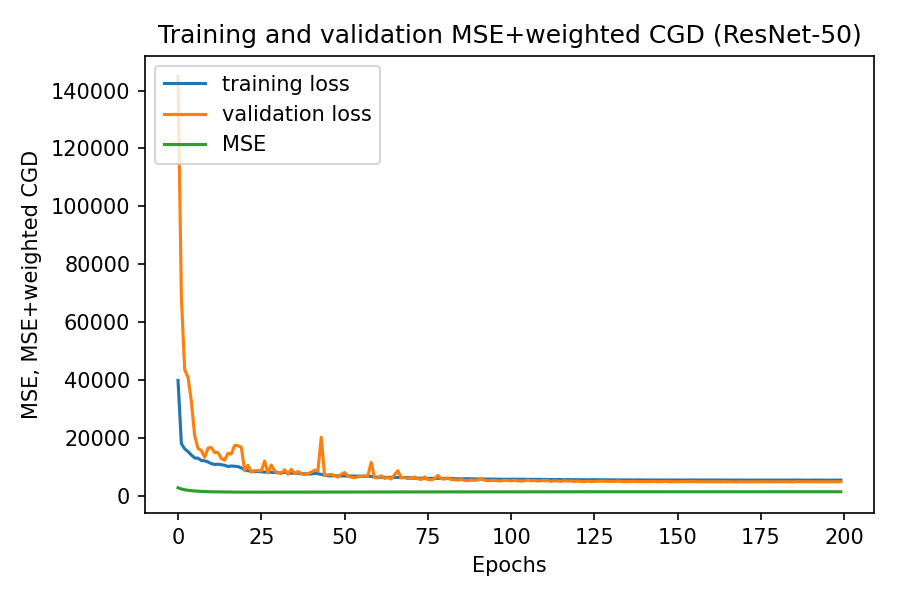 Training and validation MSE+weighted CGD (ResNet-50)
training loss
validation loss
MSE
MSE, MSE+weighted CGD
140000
120000
100000
80000
60000
40000
20000
0
0 25 50 75 100 125 150 175 200
Epochs